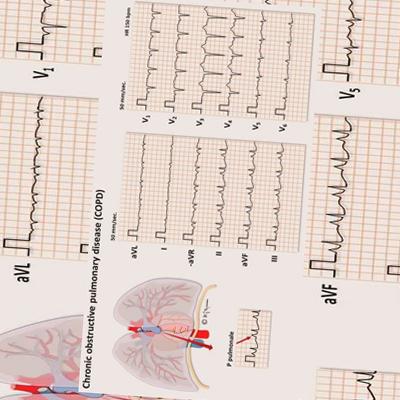 Chronic obstructive pulmonary disease (COPD)
50 mm/sec.
aVL
I
-aVR
II
aVF
III
50 mm/sec.
HR 150 bpm
V1
V2
V3
V4
V5
V6
P pulmonale
V1
aVL
V5
aVF